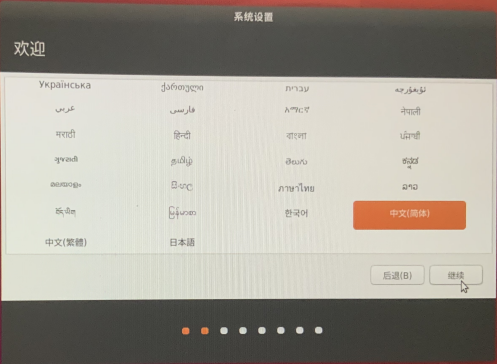 系统设置
欢迎
Українська ქართული עברית ئۇيغۇرچە
عربي فارسی አማርኛ नेपाली
मराठी हिन्दी বাংলা ਪੰਜਾਬੀ
ગુજરાતી தமிழ் తెలుగు ಕನ್ನಡ
മലയാളം සිංහල ภาษาไทย ລາວ
བོད་ཡིག မြန်မာစာ 한국어 中文(简体)
中文(繁體) 日本語
后退(B) 继续